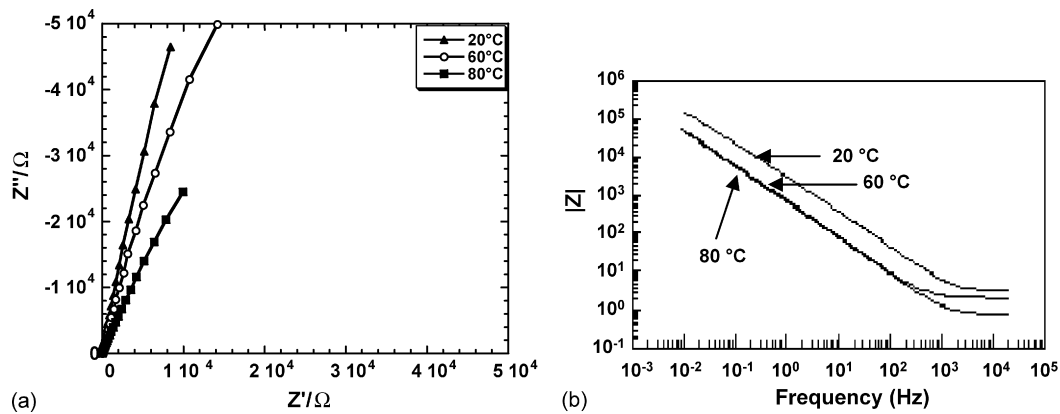 -5 10⁴
-4 10⁴
-3 10⁴
-2 10⁴
-1 10⁴
0
Z''/Ω
20°C
60°C
80°C
0
1 10⁴
2 10⁴
3 10⁴
4 10⁴
5 10⁴
Z'/Ω
(a)
10⁶
10⁵
10⁴
10³
10²
10¹
10⁰
10⁻¹
|Z|
20 °C
60 °C
80 °C
10⁻³
10⁻²
10⁻¹
10⁰
10¹
10²
10³
10⁴
10⁵
Frequency (Hz)
(b)